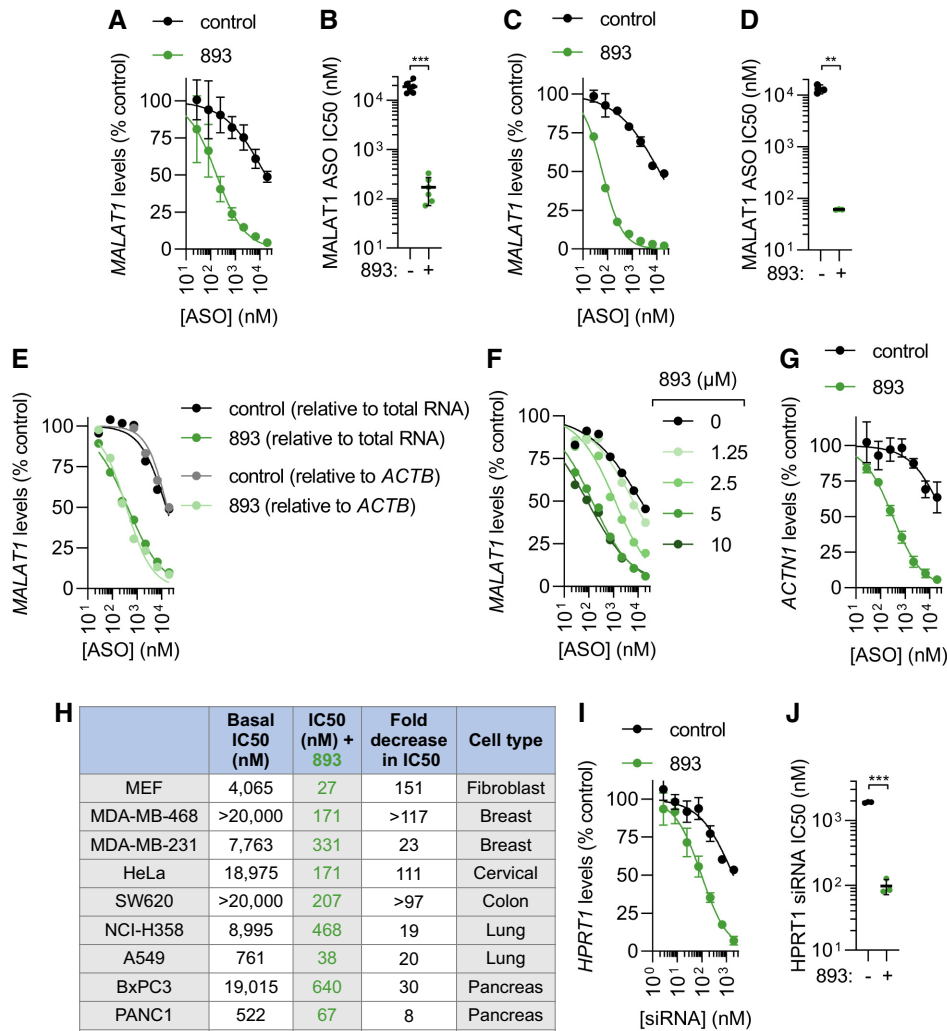 A
control
893
MALAT1 levels (% control)
100
75
50
25
0
10^1
10^2
10^3
10^4
[ASO] (nM)
B
MALAT1 ASO IC50 (nM)
***
10^4
10^3
10^2
10^1
893: - +
C
control
893
MALAT1 levels (% control)
100
75
50
25
0
10^1
10^2
10^3
10^4
[ASO] (nM)
D
MALAT1 ASO IC50 (nM)
**
10^4
10^3
10^2
10^1
893: - +
E
MALAT1 levels (% control)
100
75
50
25
0
10^1
10^2
10^3
10^4
[ASO] (nM)
control (relative to total RNA)
893 (relative to total RNA)
control (relative to ACTB)
893 (relative to ACTB)
F
MALAT1 levels (% control)
100
75
50
25
0
10^1
10^2
10^3
10^4
[ASO] (nM)
893 (µM)
0
1.25
2.5
5
10
G
control
893
ACTN1 levels (% control)
100
75
50
25
0
10^1
10^2
10^3
10^4
[ASO] (nM)
H
Basal IC50 (nM)
IC50 (nM) + 893
Fold decrease in IC50
Cell type
MEF 4,065 27 151 Fibroblast
MDA-MB-468 >20,000 171 >117 Breast
MDA-MB-231 7,763 331 23 Breast
HeLa 18,975 171 111 Cervical
SW620 >20,000 207 >97 Colon
NCI-H358 8,995 468 19 Lung
A549 761 38 20 Lung
BxPC3 19,015 640 30 Pancreas
PANC1 522 67 8 Pancreas
I
control
893
HPRT1 levels (% control)
100
75
50
25
0
10^0
10^1
10^2
10^3
[siRNA] (nM)
J
HPRT1 siRNA IC50 (nM)
***
10^3
10^2
10^1
893: - +